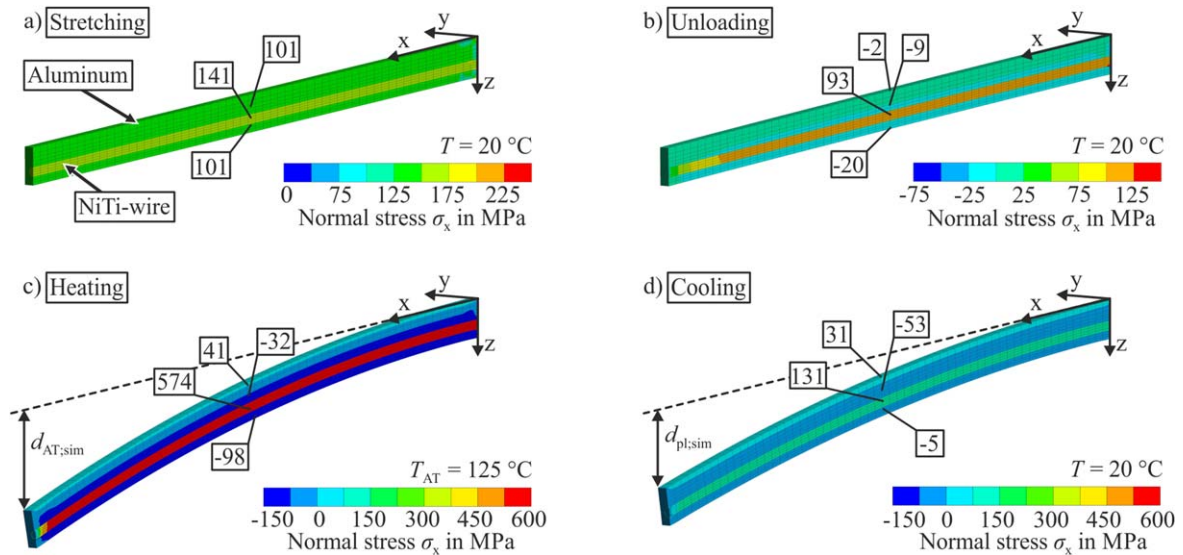 a) Stretching
y
x
z
101
141
Aluminum
101
NiTi-wire
T = 20 °C
0 75 125 175 225
Normal stress σx in MPa
b) Unloading
y
x
z
-2
-9
93
-20
T = 20 °C
-75 -25 25 75 125
Normal stress σx in MPa
c) Heating
y
x
z
41
-32
574
-98
dAT;sim
TAT = 125 °C
-150 0 150 300 450 600
Normal stress σx in MPa
d) Cooling
y
x
z
31
-53
131
-5
dpl;sim
T = 20 °C
-150 0 150 300 450 600
Normal stress σx in MPa